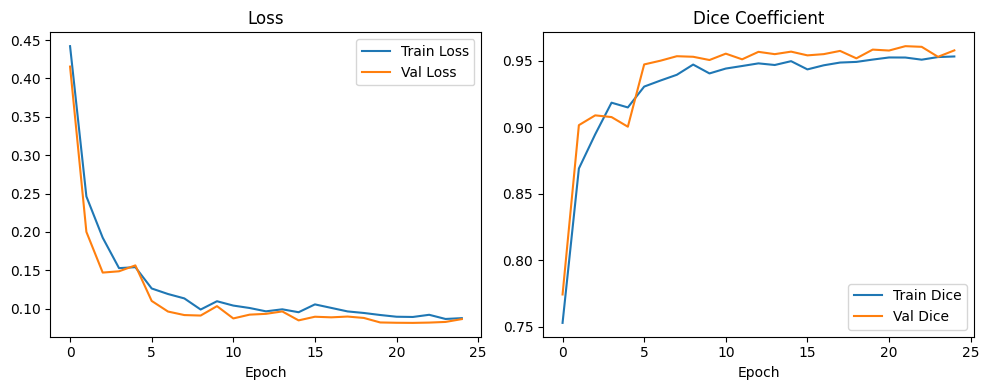 Loss
0.45
0.40
0.35
0.30
0.25
0.20
0.15
0.10
0 5 10 15 20 25
Epoch
Train Loss
Val Loss
Dice Coefficient
0.95
0.90
0.85
0.80
0.75
0 5 10 15 20 25
Epoch
Train Dice
Val Dice